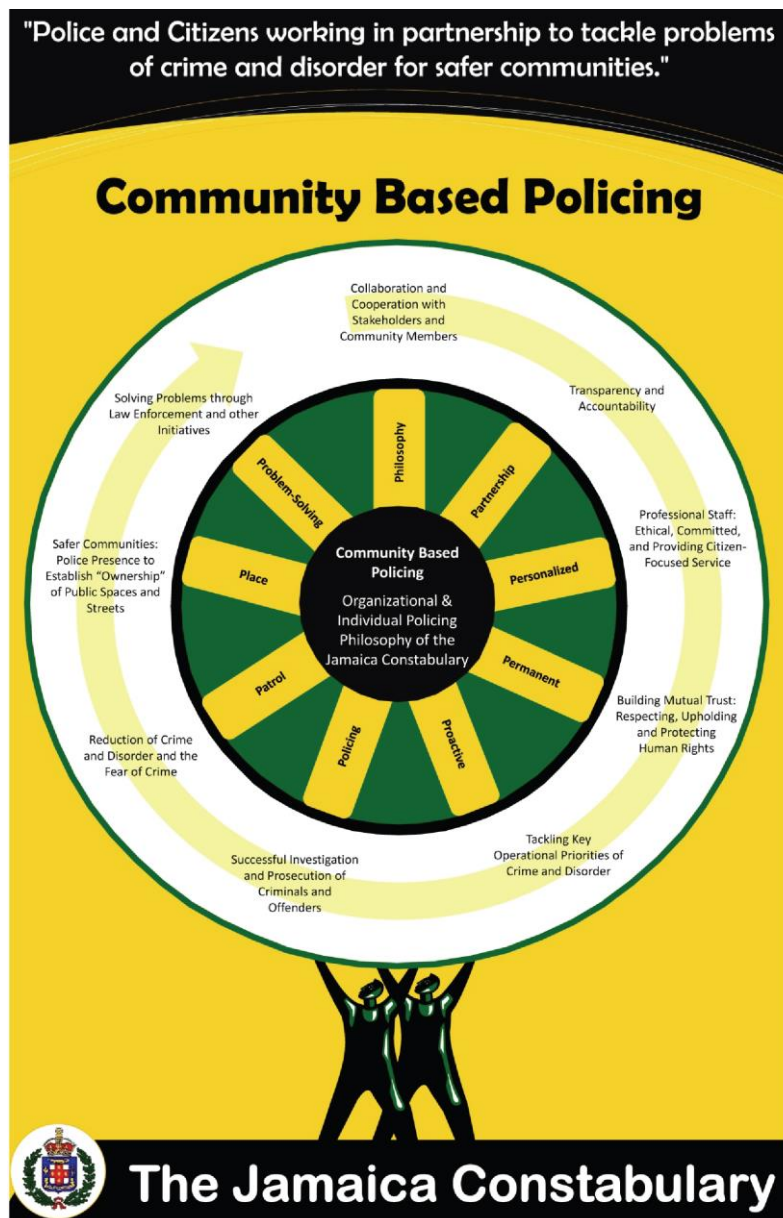 "Police and Citizens working in partnership to tackle problems
of crime and disorder for safer communities."
Community Based Policing
Collaboration and
Cooperation with
Stakeholders and
Community Members
Transparency and
Accountability
Professional Staff:
Ethical, Committed,
and Providing Citizen-
Focused Service
Building Mutual Trust:
Respecting, Upholding
and Protecting
Human Rights
Tackling Key
Operational Priorities of
Crime and Disorder
Successful Investigation
and Prosecution of
Criminals and
Offenders
Reduction of Crime
and Disorder and the
Fear of Crime
Safer Communities:
Police Presence to
Establish “Ownership”
of Public Spaces and
Streets
Solving Problems through
Law Enforcement and other
Initiatives
Philosophy
Partnership
Personalized
Permanent
Proactive
Policing
Patrol
Place
Problem-Solving
Community Based
Policing
Organizational &
Individual Policing
Philosophy of the
Jamaica Constabulary
The Jamaica Constabulary